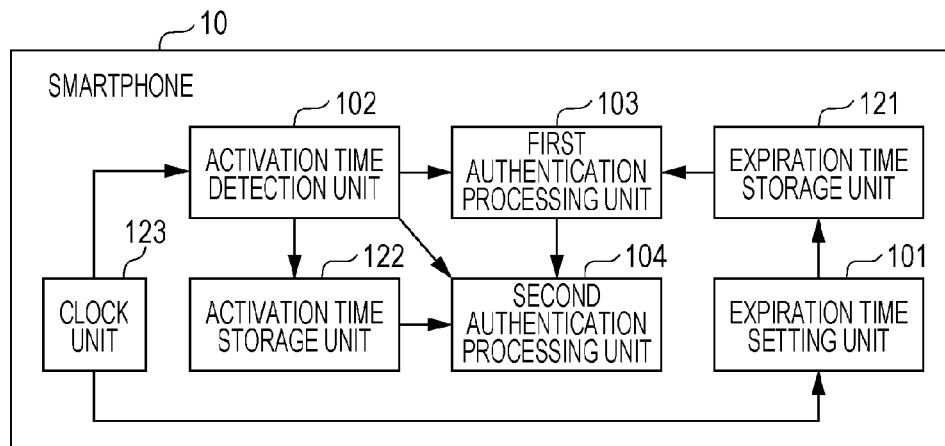 10
SMARTPHONE
102
ACTIVATION TIME
DETECTION UNIT
103
FIRST
AUTHENTICATION
PROCESSING UNIT
121
EXPIRATION TIME
STORAGE UNIT
123
CLOCK
UNIT
122
ACTIVATION TIME
STORAGE UNIT
104
SECOND
AUTHENTICATION
PROCESSING UNIT
101
EXPIRATION TIME
SETTING UNIT